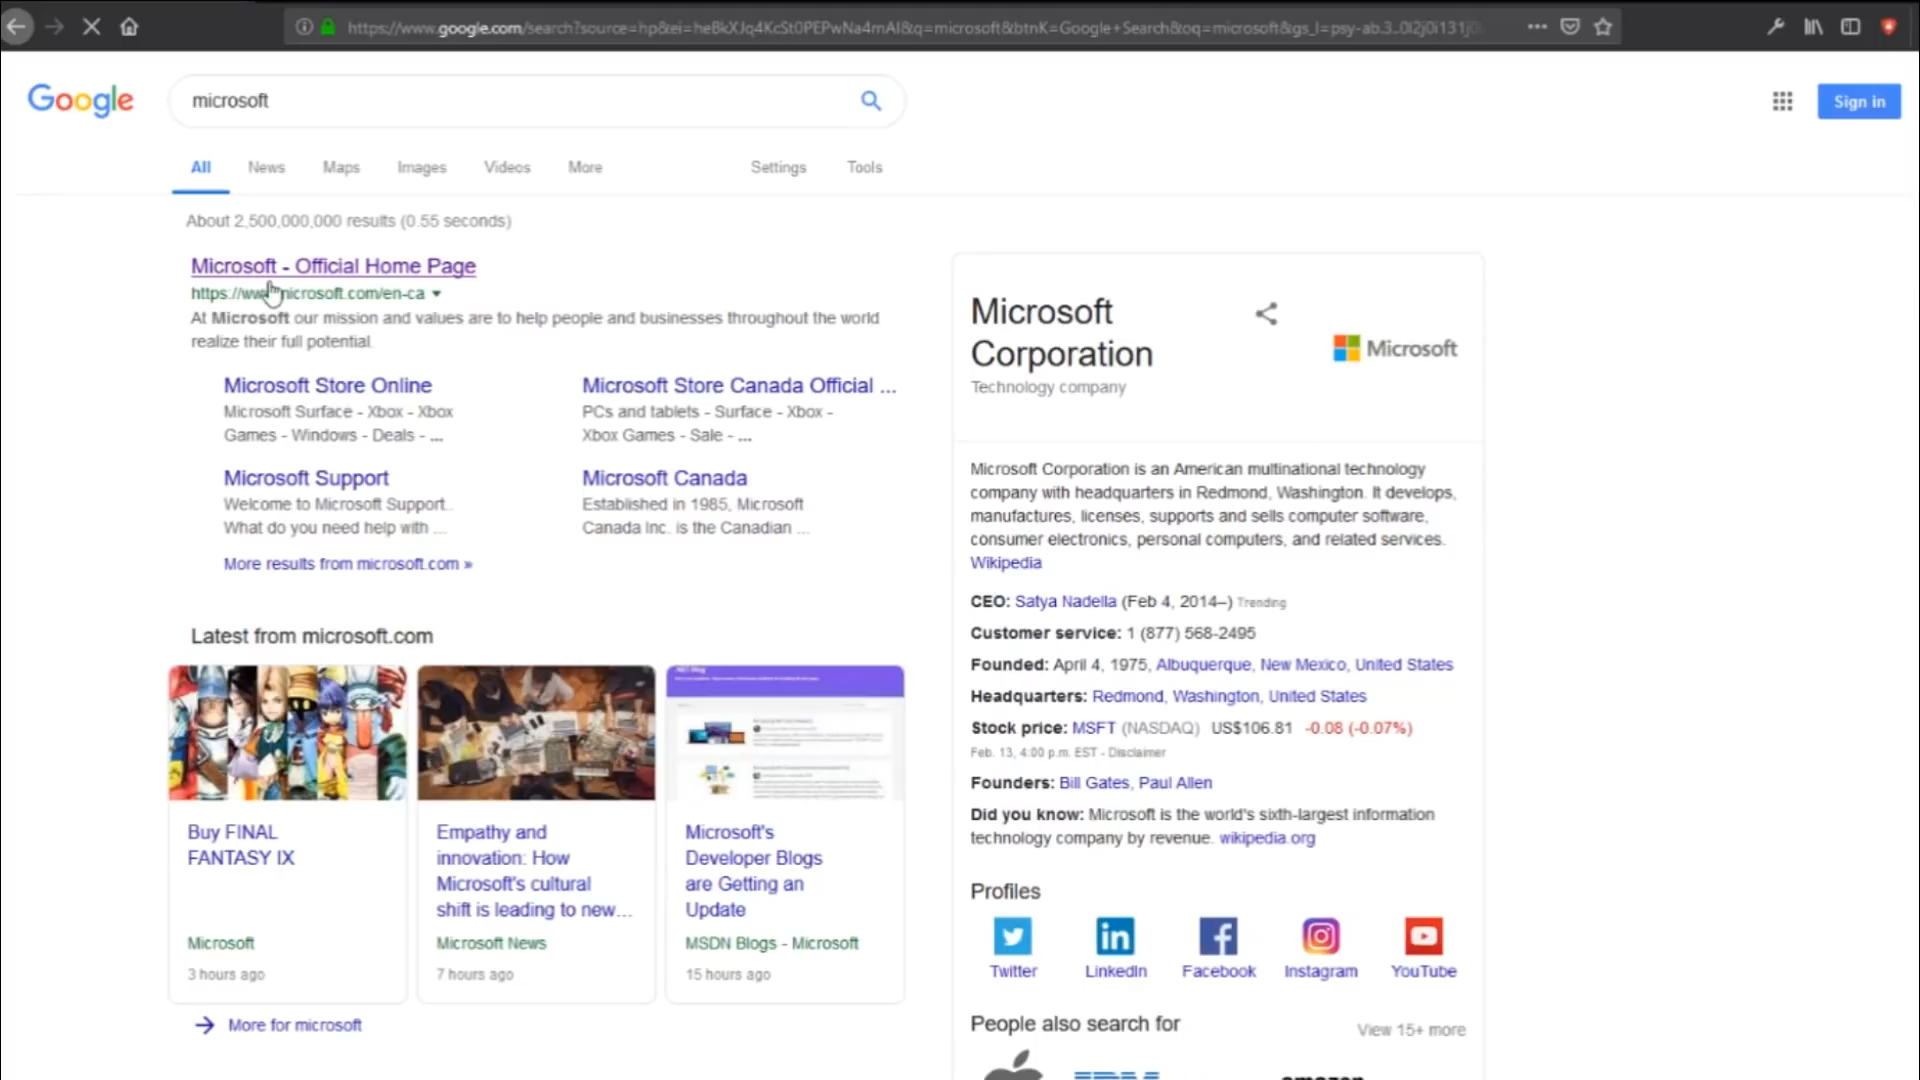 https://www.google.com/search?source=hp&ei=heBkXJq4KcSt0PEPwNa4mAI&q=microsoft&btnK=Google+Search&oq=microsoft&gs_l=psy-ab.3..0l2j0i131j0
Google
microsoft
Sign in
All News Maps Images Videos More Settings Tools
About 2,500,000,000 results (0.55 seconds)
Microsoft - Official Home Page
https://www.microsoft.com/en-ca
At Microsoft our mission and values are to help people and businesses throughout the world
realize their full potential.
Microsoft Store Online
Microsoft Surface - Xbox - Xbox
Games - Windows - Deals - ...
Microsoft Store Canada Official ...
PCs and tablets - Surface - Xbox -
Xbox Games - Sale - ...
Microsoft Support
Welcome to Microsoft Support.
What do you need help with ...
Microsoft Canada
Established in 1985, Microsoft
Canada Inc. is the Canadian ...
More results from microsoft.com »
Latest from microsoft.com
Buy FINAL
FANTASY IX
Microsoft
3 hours ago
Empathy and
innovation: How
Microsoft's cultural
shift is leading to new...
Microsoft News
7 hours ago
Microsoft's
Developer Blogs
are Getting an
Update
MSDN Blogs - Microsoft
15 hours ago
More for microsoft
Microsoft
Corporation
Technology company
Microsoft
Microsoft Corporation is an American multinational technology
company with headquarters in Redmond, Washington. It develops,
manufactures, licenses, supports and sells computer software,
consumer electronics, personal computers, and related services.
Wikipedia
CEO: Satya Nadella (Feb 4, 2014–) Trending
Customer service: 1 (877) 568-2495
Founded: April 4, 1975, Albuquerque, New Mexico, United States
Headquarters: Redmond, Washington, United States
Stock price: MSFT (NASDAQ) US$106.81 -0.08 (-0.07%)
Feb. 13, 4:00 p.m. EST - Disclaimer
Founders: Bill Gates, Paul Allen
Did you know: Microsoft is the world's sixth-largest information
technology company by revenue. wikipedia.org
Profiles
Twitter LinkedIn Facebook Instagram YouTube
People also search for
View 15+ more